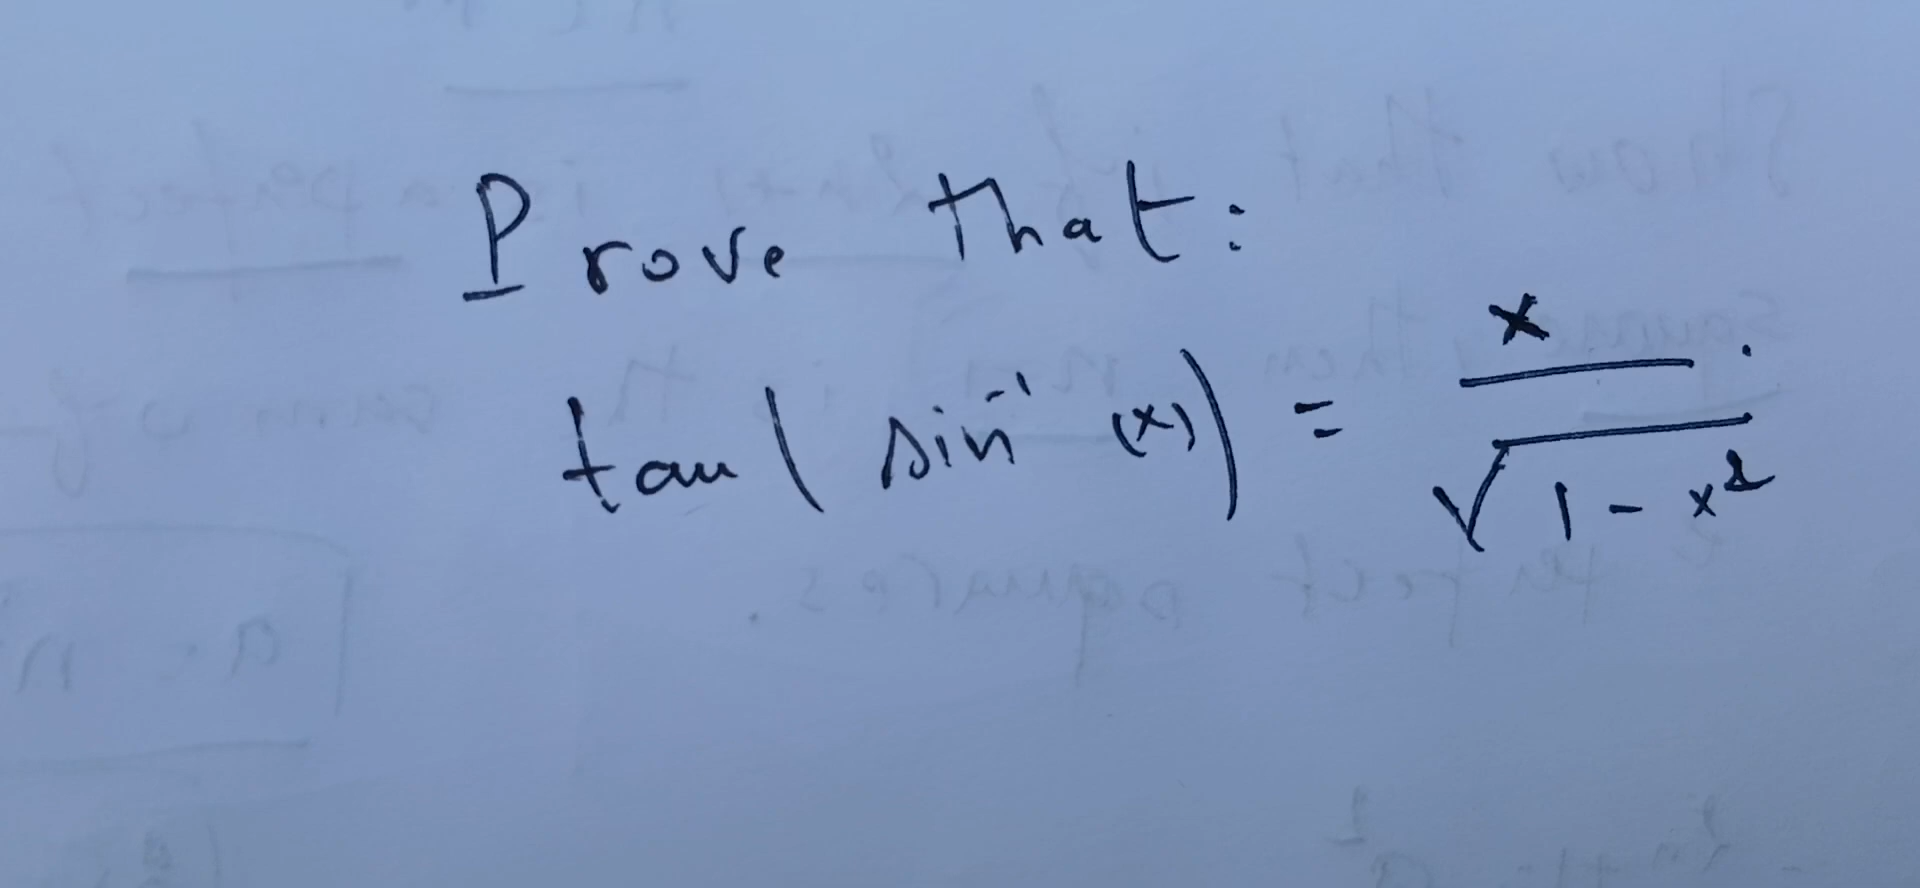 Prove that:
tan(sin⁻¹(x)) = x / √(1 - x²).